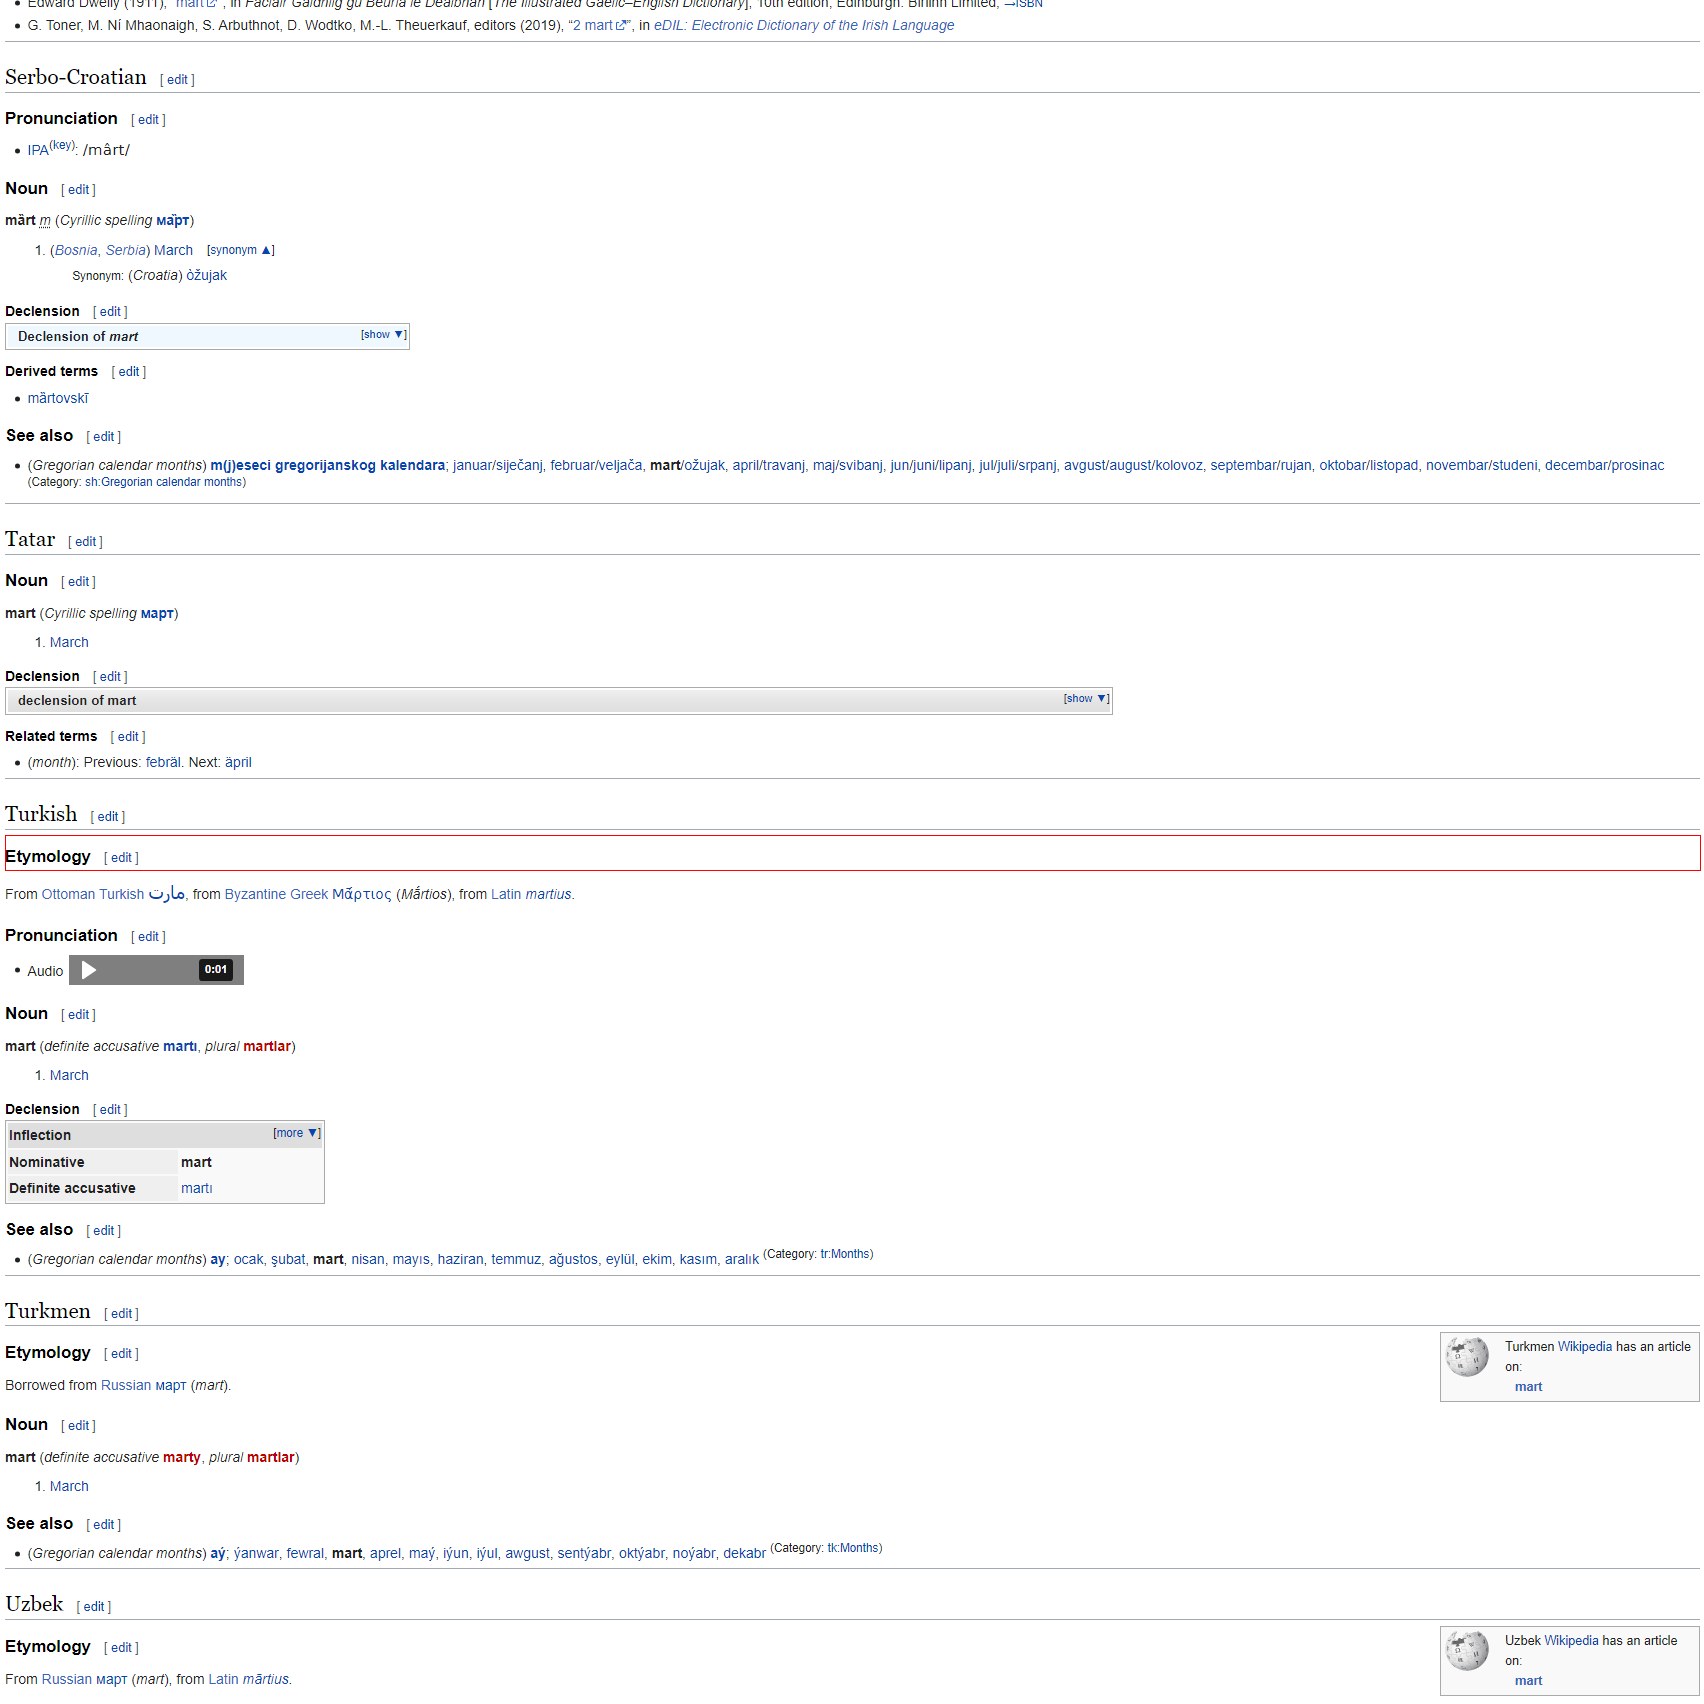 Edward Dwelly (1911), “mart”, in Faclair Gàidhlig gu Beurla le Dealbhan [The Illustrated Gaelic–English Dictionary], 10th edition, Edinburgh: Birlinn Limited, →ISBN
G. Toner, M. Ní Mhaonaigh, S. Arbuthnot, D. Wodtko, M.-L. Theuerkauf, editors (2019), “2 mart”, in eDIL: Electronic Dictionary of the Irish Language
Serbo-Croatian [ edit ]
Pronunciation [ edit ]
IPA(key): /mârt/
Noun [ edit ]
mȁrt m (Cyrillic spelling ма̏рт)
1. (Bosnia, Serbia) March [synonym ▲]
Synonym: (Croatia) òžujak
Declension [ edit ]
Declension of mart [show ▼]
Derived terms [ edit ]
mȁrtovskī
See also [ edit ]
(Gregorian calendar months) m(j)eseci gregorijanskog kalendara; januar/siječanj, februar/veljača, mart/ožujak, april/travanj, maj/svibanj, jun/juni/lipanj, jul/juli/srpanj, avgust/august/kolovoz, septembar/rujan, oktobar/listopad, novembar/studeni, decembar/prosinac
(Category: sh:Gregorian calendar months)
Tatar [ edit ]
Noun [ edit ]
mart (Cyrillic spelling март)
1. March
Declension [ edit ]
declension of mart [show ▼]
Related terms [ edit ]
(month): Previous: febräl. Next: äpril
Turkish [ edit ]
Etymology [ edit ]
From Ottoman Turkish مارت, from Byzantine Greek Μᾱ́ρτιος (Mā́rtios), from Latin martius.
Pronunciation [ edit ]
Audio 0:01
Noun [ edit ]
mart (definite accusative martı, plural martlar)
1. March
Declension [ edit ]
Inflection [more ▼]
Nominative mart
Definite accusative martı
See also [ edit ]
(Gregorian calendar months) ay; ocak, şubat, mart, nisan, mayıs, haziran, temmuz, ağustos, eylül, ekim, kasım, aralık (Category: tr:Months)
Turkmen [ edit ]
Etymology [ edit ]
Turkmen Wikipedia has an article on:
mart
Borrowed from Russian март (mart).
Noun [ edit ]
mart (definite accusative marty, plural martlar)
1. March
See also [ edit ]
(Gregorian calendar months) aý; ýanwar, fewral, mart, aprel, maý, iýun, iýul, awgust, sentýabr, oktýabr, noýabr, dekabr (Category: tk:Months)
Uzbek [ edit ]
Etymology [ edit ]
Uzbek Wikipedia has an article on:
mart
From Russian март (mart), from Latin mārtius.